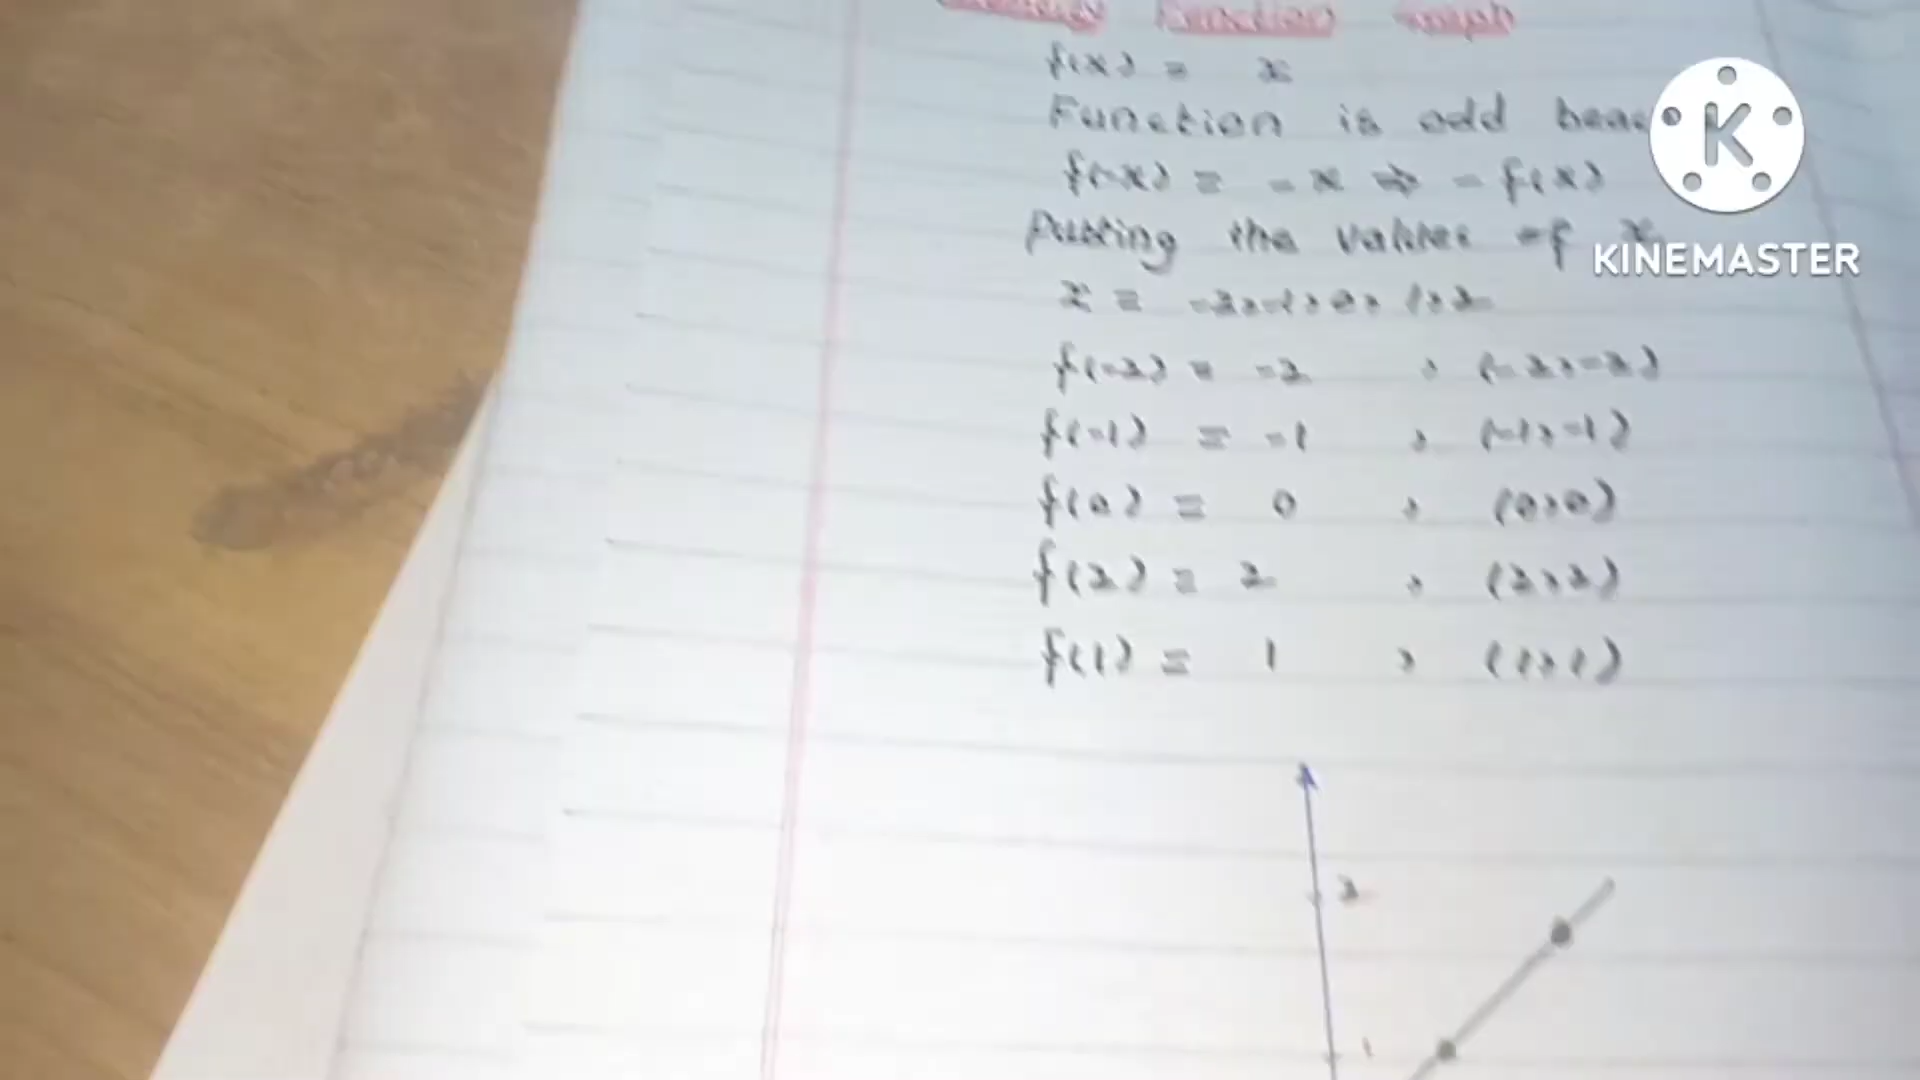 Function Graph
f(x) = x
Function is odd
f(-x) = -x ⇒ -f(x)
Putting the values of x
x = -2, -1, 0, 1, 2
f(-2) = -2 , (-2, -2)
f(-1) = -1 , (-1, -1)
f(0) = 0 , (0, 0)
f(2) = 2 , (2, 2)
f(1) = 1 , (1, 1)
2
1
K
KINEMASTER